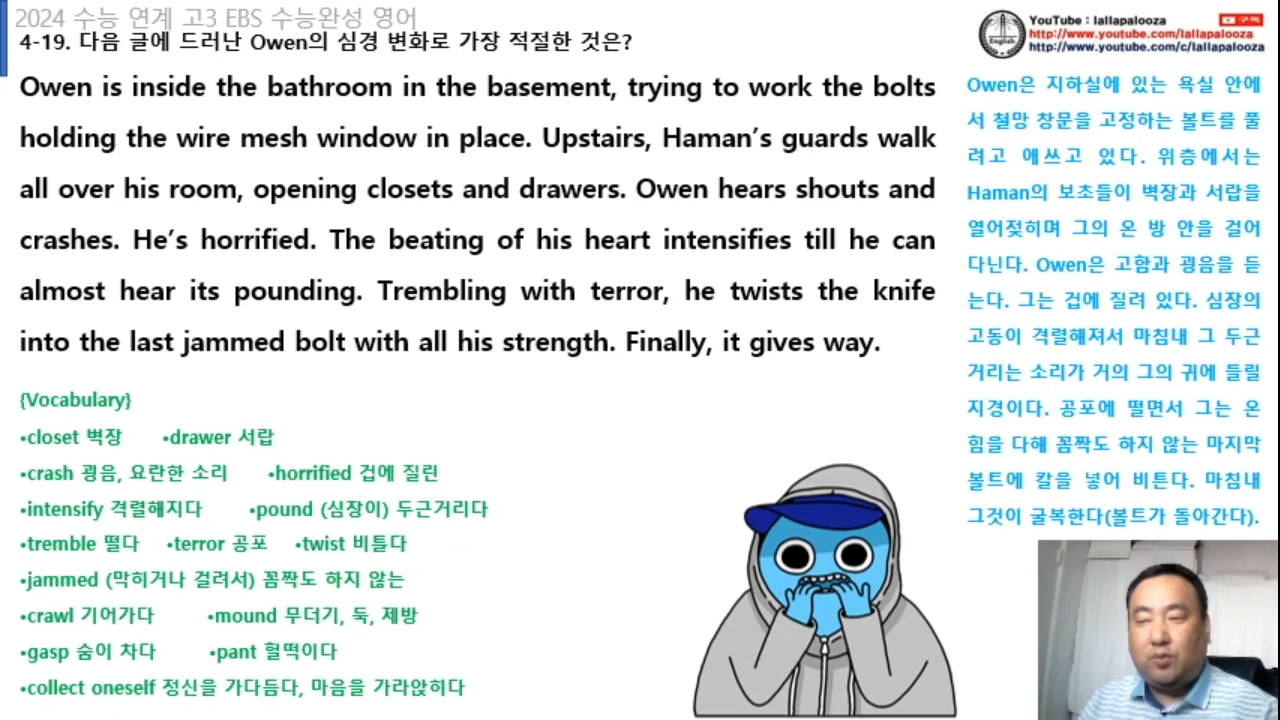 2024 수능 연계 고3 EBS 수능완성 영어
4-19. 다음 글에 드러난 Owen의 심경 변화로 가장 적절한 것은?
YouTube : lallapalooza
구독
http://www.youtube.com/lallapalooza
http://www.youtube.com/c/lallapalooza
English
Owen is inside the bathroom in the basement, trying to work the bolts
holding the wire mesh window in place. Upstairs, Haman's guards walk
all over his room, opening closets and drawers. Owen hears shouts and
crashes. He's horrified. The beating of his heart intensifies till he can
almost hear its pounding. Trembling with terror, he twists the knife
into the last jammed bolt with all his strength. Finally, it gives way.
Owen은 지하실에 있는 욕실 안에
서 철망 창문을 고정하는 볼트를 풀
려고 애쓰고 있다. 위층에서는
Haman의 보초들이 벽장과 서랍을
열어젖히며 그의 온 방 안을 걸어
다닌다. Owen은 고함과 굉음을 듣
는다. 그는 겁에 질려 있다. 심장의
고동이 격렬해져서 마침내 그 두근
거리는 소리가 거의 그의 귀에 들릴
지경이다. 공포에 떨면서 그는 온
힘을 다해 꼼짝도 하지 않는 마지막
볼트에 칼을 넣어 비튼다. 마침내
그것이 굴복한다(볼트가 돌아간다).
{Vocabulary}
•closet 벽장 •drawer 서랍
•crash 굉음, 요란한 소리 •horrified 겁에 질린
•intensify 격렬해지다 •pound (심장이) 두근거리다
•tremble 떨다 •terror 공포 •twist 비틀다
•jammed (막히거나 걸려서) 꼼짝도 하지 않는
•crawl 기어가다 •mound 무더기, 둑, 제방
•gasp 숨이 차다 •pant 헐떡이다
•collect oneself 정신을 가다듬다, 마음을 가라앉히다